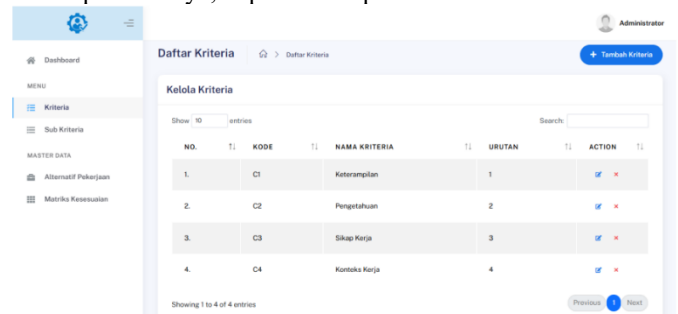 Administrator
Dashboard
MENU
Kriteria
Sub Kriteria
MASTER DATA
Alternatif Pekerjaan
Matriks Kesesuaian
Daftar Kriteria > Daftar Kriteria
+ Tambah Kriteria
Kelola Kriteria
Show 10 entries Search:
NO. KODE NAMA KRITERIA URUTAN ACTION
1. C1 Keterampilan 1
2. C2 Pengetahuan 2
3. C3 Sikap Kerja 3
4. C4 Konteks Kerja 4
Showing 1 to 4 of 4 entries Previous 1 Next